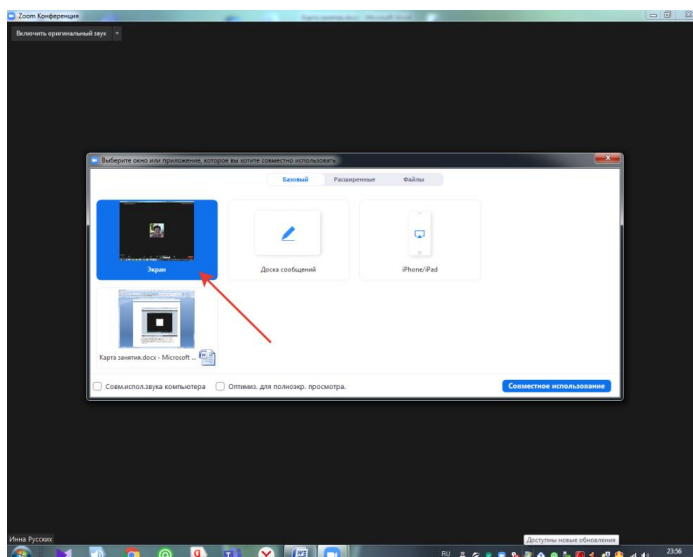 Zoom Конференция
Включить оригинальный звук
Выберите окно или приложение, которое вы хотите совместно использовать
Базовый Расширенные Файлы
Экран Доска сообщений iPhone/iPad
Карта занятия.docx - Microsoft ...
Совм.испол.звука компьютера Оптимиз. для полноэкр. просмотра. Совместное использование
Инна Русских
Доступны новые обновления
RU 23:56